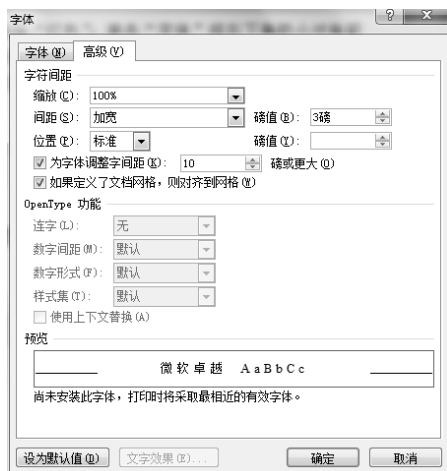 字体
字体(N) 高级(V)
字符间距
缩放(C): 100%
间距(S): 加宽 磅值(B): 3磅
位置(P): 标准 磅值(Y):
为字体调整字间距(K): 10 磅或更大(O)
如果定义了文档网格，则对齐到网格(W)
OpenType 功能
连字(L): 无
数字间距(M): 默认
数字形式(F): 默认
样式集(T): 默认
使用上下文替换(A)
预览
微软卓越 AaBbCc
尚未安装此字体，打印时将采取最相近的有效字体。
设为默认值(D) 文字效果(E)... 确定 取消